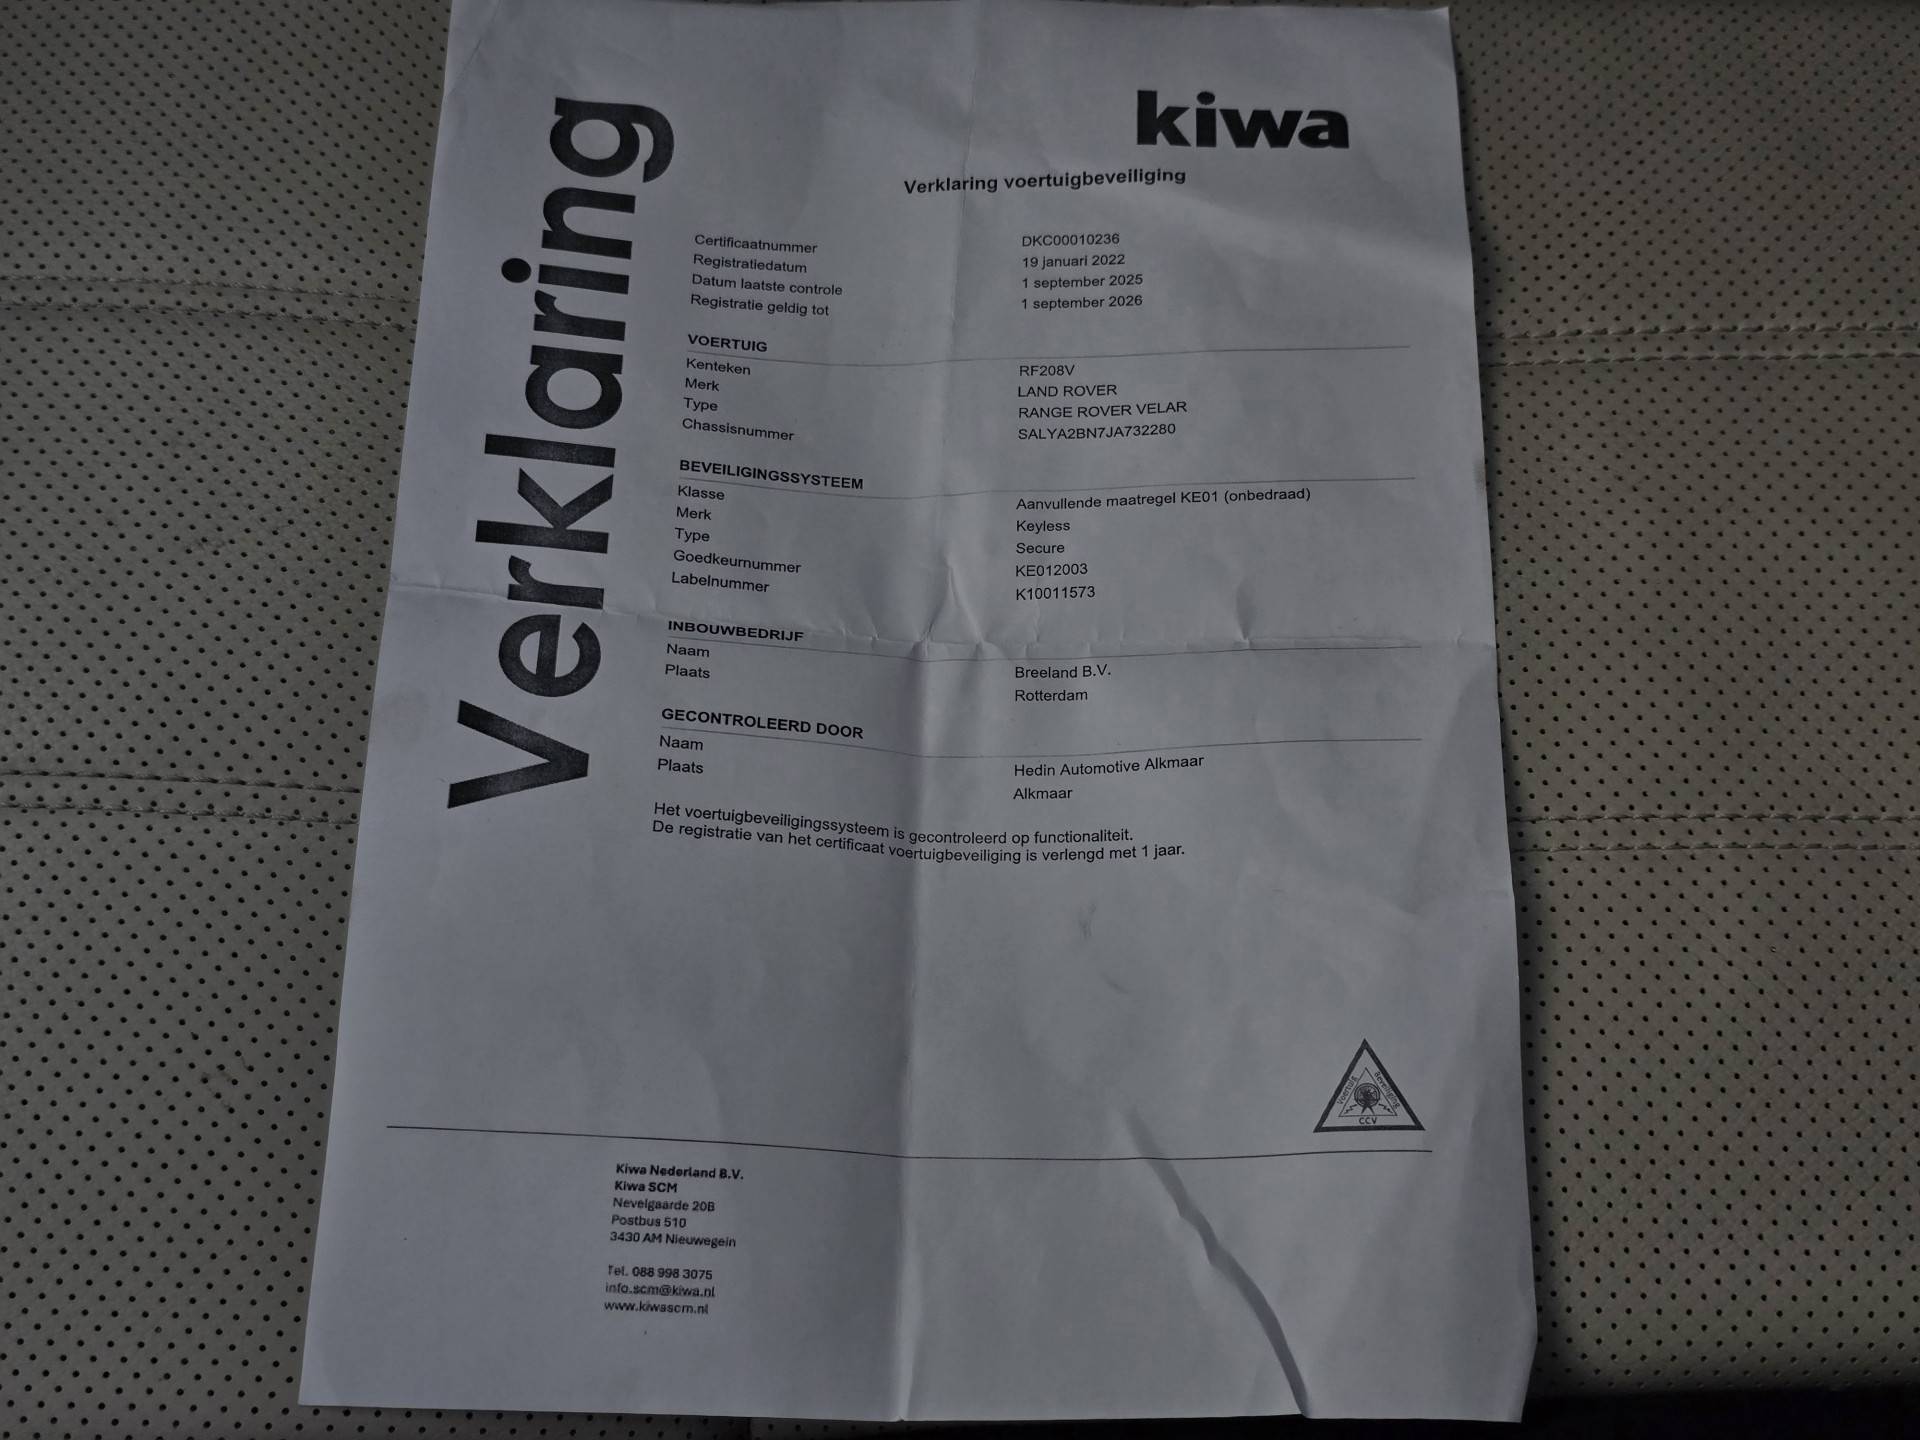 Verklaring
kiwa
Verklaring voertuigbeveiliging
Certificaatnummer DKC00010236
Registratiedatum 19 januari 2022
Datum laatste controle 1 september 2025
Registratie geldig tot 1 september 2026
VOERTUIG
Kenteken RF208V
Merk LAND ROVER
Type RANGE ROVER VELAR
Chassisnummer SALYA2BN7JA732280
BEVEILIGINGSSYSTEEM
Klasse Aanvullende maatregel KE01 (onbedraad)
Merk Keyless
Type Secure
Goedkeurnummer KE012003
Labelnummer K10011573
INBOUWBEDRIJF
Naam Breeland B.V.
Plaats Rotterdam
GECONTROLEERD DOOR
Naam Hedin Automotive Alkmaar
Plaats Alkmaar
Het voertuigbeveiligingssysteem is gecontroleerd op functionaliteit.
De registratie van het certificaat voertuigbeveiliging is verlengd met 1 jaar.
Voertuig Beveiliging
CCV
Kiwa Nederland B.V.
Kiwa SCM
Nevelgaarde 20B
Postbus 510
3430 AM Nieuwegein
Tel. 088 998 3075
info.scm@kiwa.nl
www.kiwascm.nl